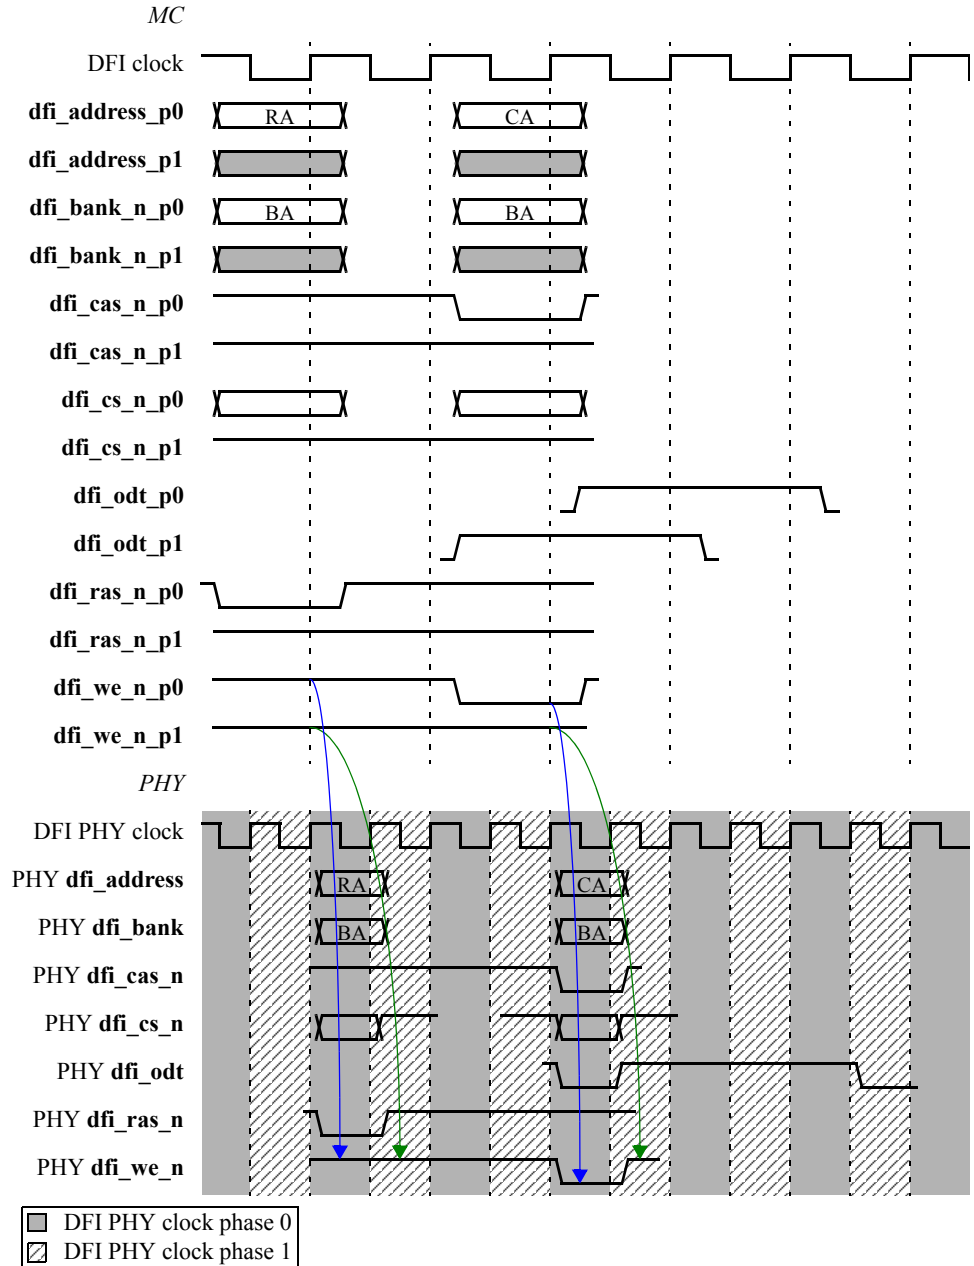 MC
DFI clock
dfi_address_p0 RA CA
dfi_address_p1
dfi_bank_n_p0 BA BA
dfi_bank_n_p1
dfi_cas_n_p0
dfi_cas_n_p1
dfi_cs_n_p0
dfi_cs_n_p1
dfi_odt_p0
dfi_odt_p1
dfi_ras_n_p0
dfi_ras_n_p1
dfi_we_n_p0
dfi_we_n_p1
PHY
DFI PHY clock
PHY dfi_address RA CA
PHY dfi_bank BA BA
PHY dfi_cas_n
PHY dfi_cs_n
PHY dfi_odt
PHY dfi_ras_n
PHY dfi_we_n
DFI PHY clock phase 0
DFI PHY clock phase 1